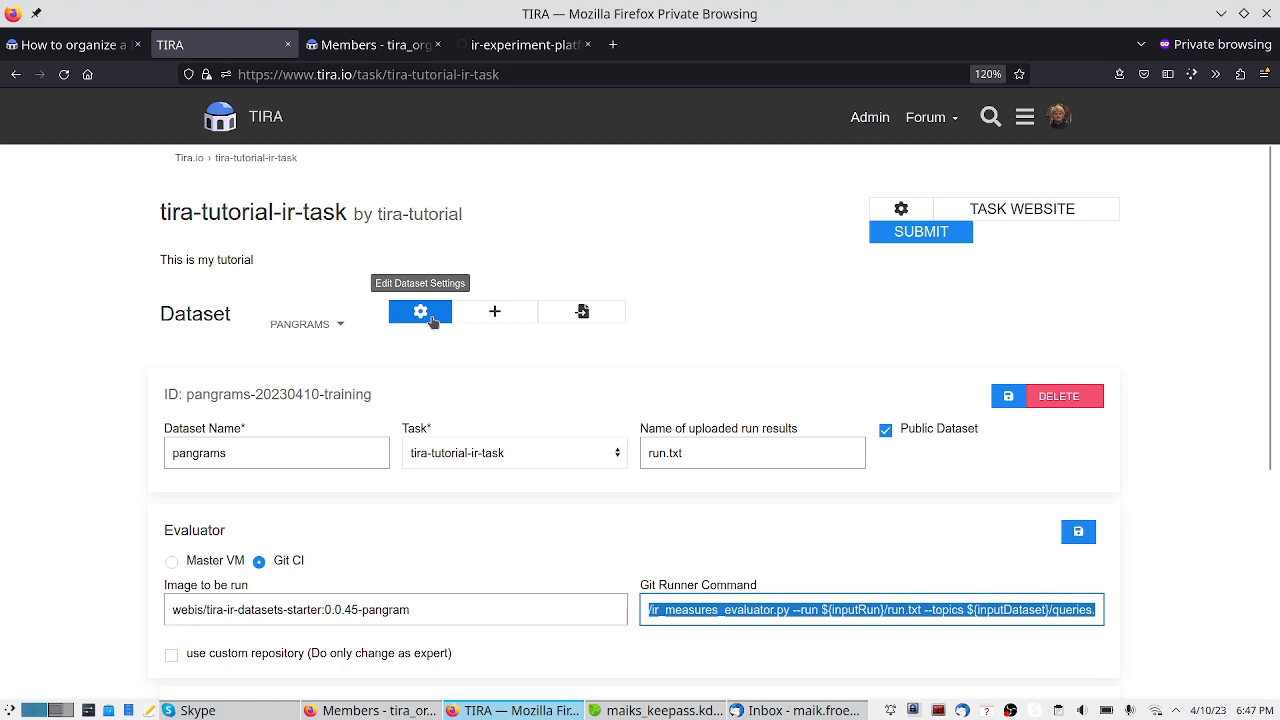 TIRA — Mozilla Firefox Private Browsing
How to organize a
TIRA
Members - tira_org
ir-experiment-platf
Private browsing
https://www.tira.io/task/tira-tutorial-ir-task
120%
TIRA
Admin
Forum
Tira.io › tira-tutorial-ir-task
tira-tutorial-ir-task by tira-tutorial
TASK WEBSITE
SUBMIT
This is my tutorial
Edit Dataset Settings
Dataset
PANGRAMS
ID: pangrams-20230410-training
DELETE
Dataset Name*
Task*
Name of uploaded run results
Public Dataset
pangrams
tira-tutorial-ir-task
run.txt
Evaluator
Master VM
Git CI
Image to be run
Git Runner Command
webis/tira-ir-datasets-starter:0.0.45-pangram
/ir_measures_evaluator.py --run ${inputRun}/run.txt --topics ${inputDataset}/queries.
use custom repository (Do only change as expert)
Skype
Members - tira_or...
TIRA — Mozilla Fir...
maiks_keepass.kd...
Inbox - maik.froe...
4/10/23
6:47 PM